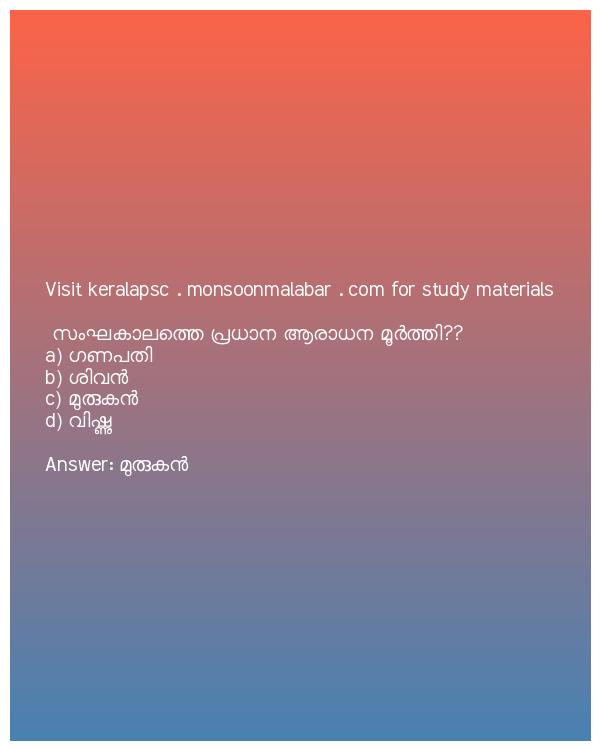 Visit keralapsc . monsoonmalabar . com for study materials
സംഘകാലത്തെ പ്രധാന ആരാധന മൂർത്തി??
a) ഗണപതി
b) ശിവൻ
c) മുരുകൻ
d) വിഷ്ണു
Answer: മുരുകൻ